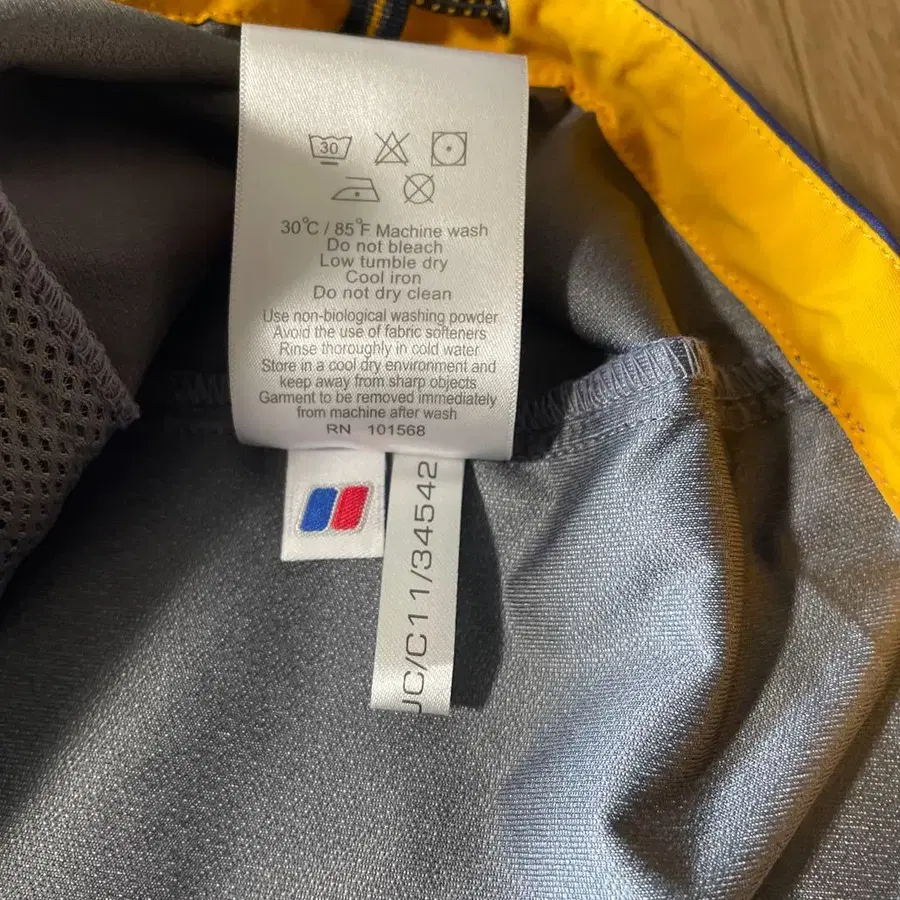 30
30°C / 85°F Machine wash
Do not bleach
Low tumble dry
Cool iron
Do not dry clean
Use non-biological washing powder
Avoid the use of fabric softeners
Rinse thoroughly in cold water
Store in a cool dry environment and
keep away from sharp objects
Garment to be removed immediately
from machine after wash
RN 101568
JC/C11/34542